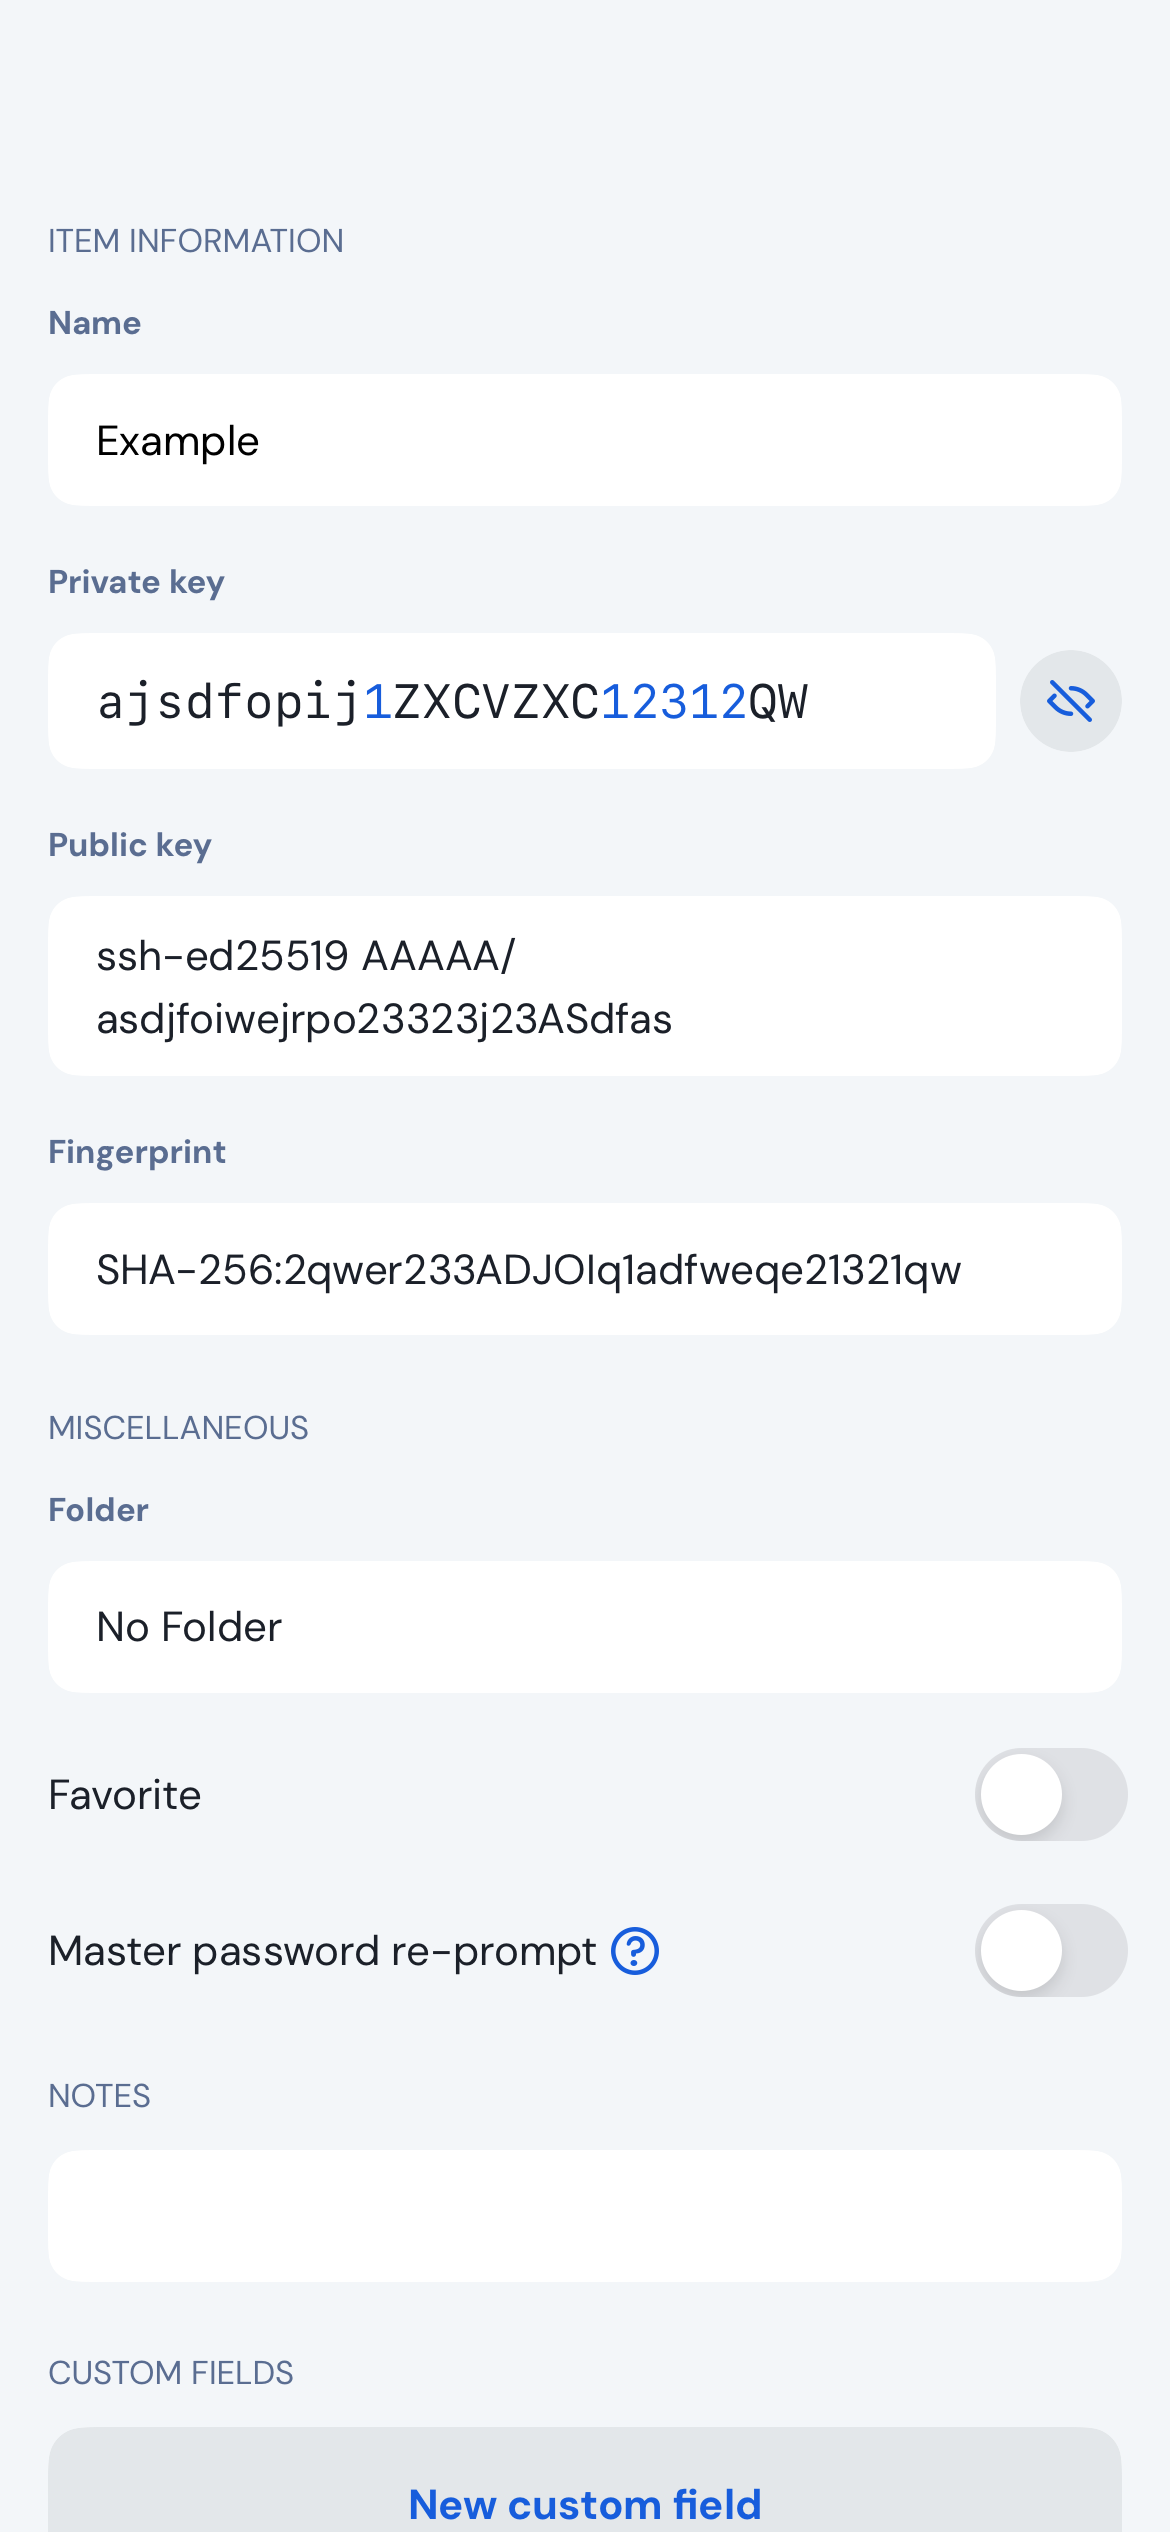 ITEM INFORMATION
Name
Example
Private key
ajsdfopij1ZXCVZXC12312QW
Public key
ssh-ed25519 AAAAA/
asdjfoiwejrpo23323j23ASdfas
Fingerprint
SHA-256:2qwer233ADJOIq1adfweqe21321qw
MISCELLANEOUS
Folder
No Folder
Favorite
Master password re-prompt ?
NOTES
CUSTOM FIELDS
New custom field